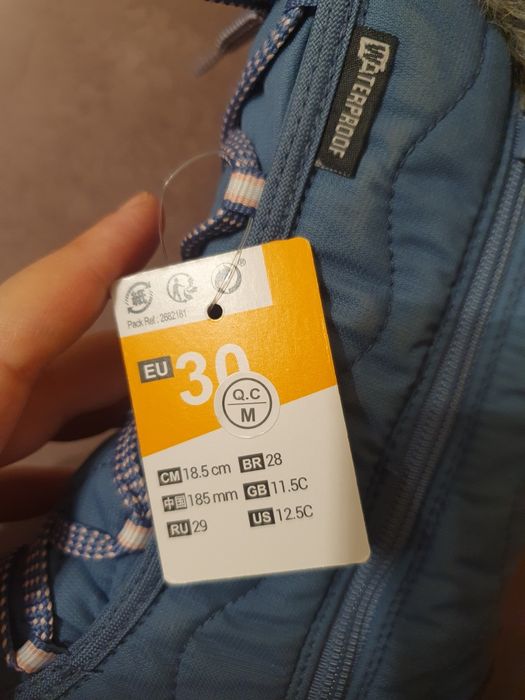 WATERPROOF
Pack Ref : 2682161
EU 30
Q.C
M
CM 18.5 cm BR 28
中国 185 mm GB 11.5C
RU 29 US 12.5C